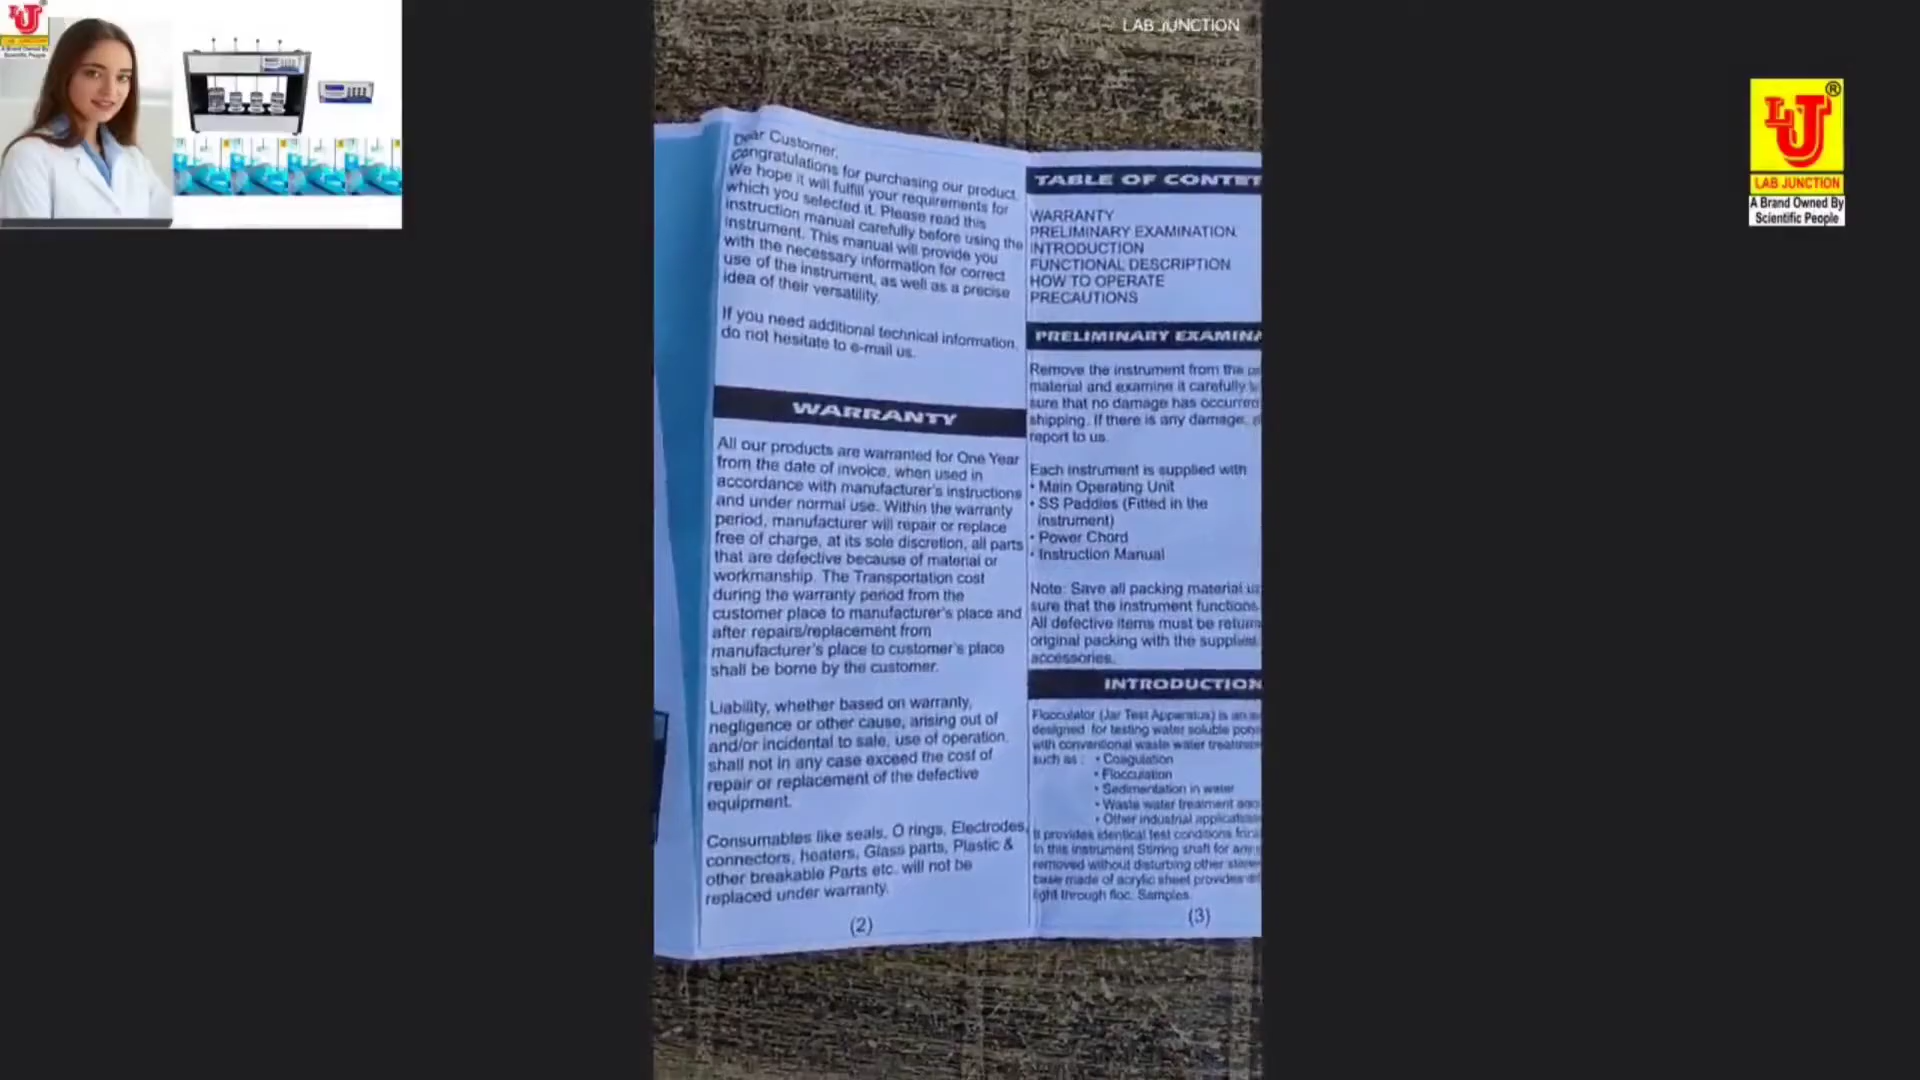 LJ
LAB JUNCTION
A Brand Owned By
Scientific People
LAB JUNCTION
LJ®
LAB JUNCTION
A Brand Owned By
Scientific People
Dear Customer,
Congratulations for purchasing our product.
We hope it will fulfill your requirements for
which you selected it. Please read this
instruction manual carefully before using the
instrument. This manual will provide you
with the necessary information for correct
use of the instrument, as well as a precise
idea of their versatility.
If you need additional technical information,
do not hesitate to e-mail us.
WARRANTY
All our products are warranted for One Year
from the date of invoice, when used in
accordance with manufacturer's instructions
and under normal use. Within the warranty
period, manufacturer will repair or replace
free of charge, at its sole discretion, all parts
that are defective because of material or
workmanship. The Transportation cost
during the warranty period from the
customer place to manufacturer's place and
after repairs/replacement from
manufacturer's place to customer's place
shall be borne by the customer.
Liability, whether based on warranty,
negligence or other cause, arising out of
and/or incidental to sale, use of operation,
shall not in any case exceed the cost of
repair or replacement of the defective
equipment.
Consumables like seals, O rings, Electrodes,
connectors, heaters, Glass parts, Plastic &
other breakable Parts etc. will not be
replaced under warranty.
(2)
TABLE OF CONTET
WARRANTY
PRELIMINARY EXAMINATION
INTRODUCTION
FUNCTIONAL DESCRIPTION
HOW TO OPERATE
PRECAUTIONS
PRELIMINARY EXAMINA
Remove the instrument from the
material and examine it carefully
sure that no damage has occurred
shipping. If there is any damage,
report to us.
Each instrument is supplied with
• Main Operating Unit
• SS Paddles (Fitted in the
instrument)
• Power Chord
• Instruction Manual
Note: Save all packing material
sure that the instrument functions
All defective items must be return
original packing with the supplied
accessories.
INTRODUCTION
Flocculator (Jar Test Apparatus) is an
designed for testing water soluble
with conventional waste water
such as : • Coagulation
• Flocculation
• Sedimentation in water
• Waste water treatment
• Other industrial
It provides identical test conditions
In this instrument Stirring shaft for
removed without disturbing other
base made of acrylic sheet provides
light through floc. Samples.
(3)